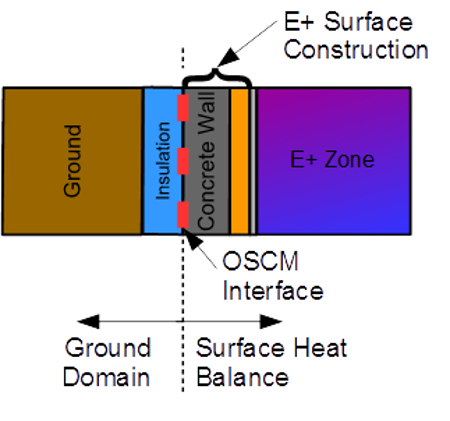 E+ Surface
Construction
Ground
Insulation
Concrete Wall
E+ Zone
OSCM
Interface
Ground
Domain
Surface Heat
Balance